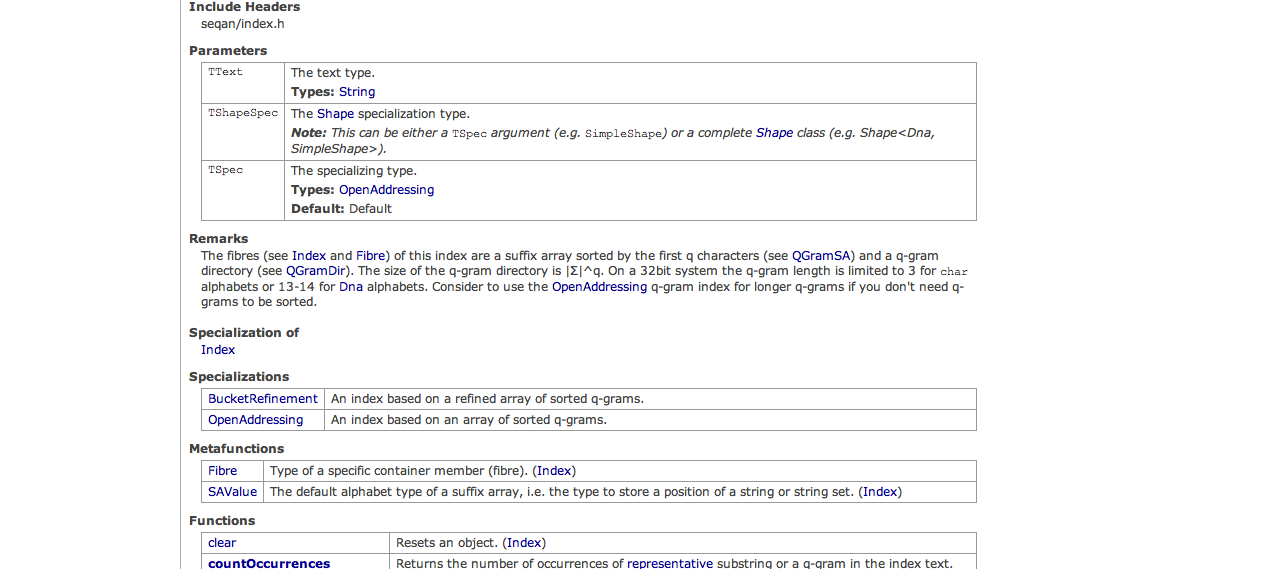 Include Headers
seqan/index.h
Parameters
TText
The text type.
Types: String
TShapeSpec
The Shape specialization type.
Note: This can be either a TSpec argument (e.g. SimpleShape) or a complete Shape class (e.g. Shape<Dna,
SimpleShape>).
TSpec
The specializing type.
Types: OpenAddressing
Default: Default
Remarks
The fibres (see Index and Fibre) of this index are a suffix array sorted by the first q characters (see QGramSA) and a q-gram
directory (see QGramDir). The size of the q-gram directory is |Σ|^q. On a 32bit system the q-gram length is limited to 3 for char
alphabets or 13-14 for Dna alphabets. Consider to use the OpenAddressing q-gram index for longer q-grams if you don't need q-
grams to be sorted.
Specialization of
Index
Specializations
BucketRefinement An index based on a refined array of sorted q-grams.
OpenAddressing An index based on an array of sorted q-grams.
Metafunctions
Fibre Type of a specific container member (fibre). (Index)
SAValue The default alphabet type of a suffix array, i.e. the type to store a position of a string or string set. (Index)
Functions
clear Resets an object. (Index)
countOccurrences Returns the number of occurrences of representative substring or a q-gram in the index text.